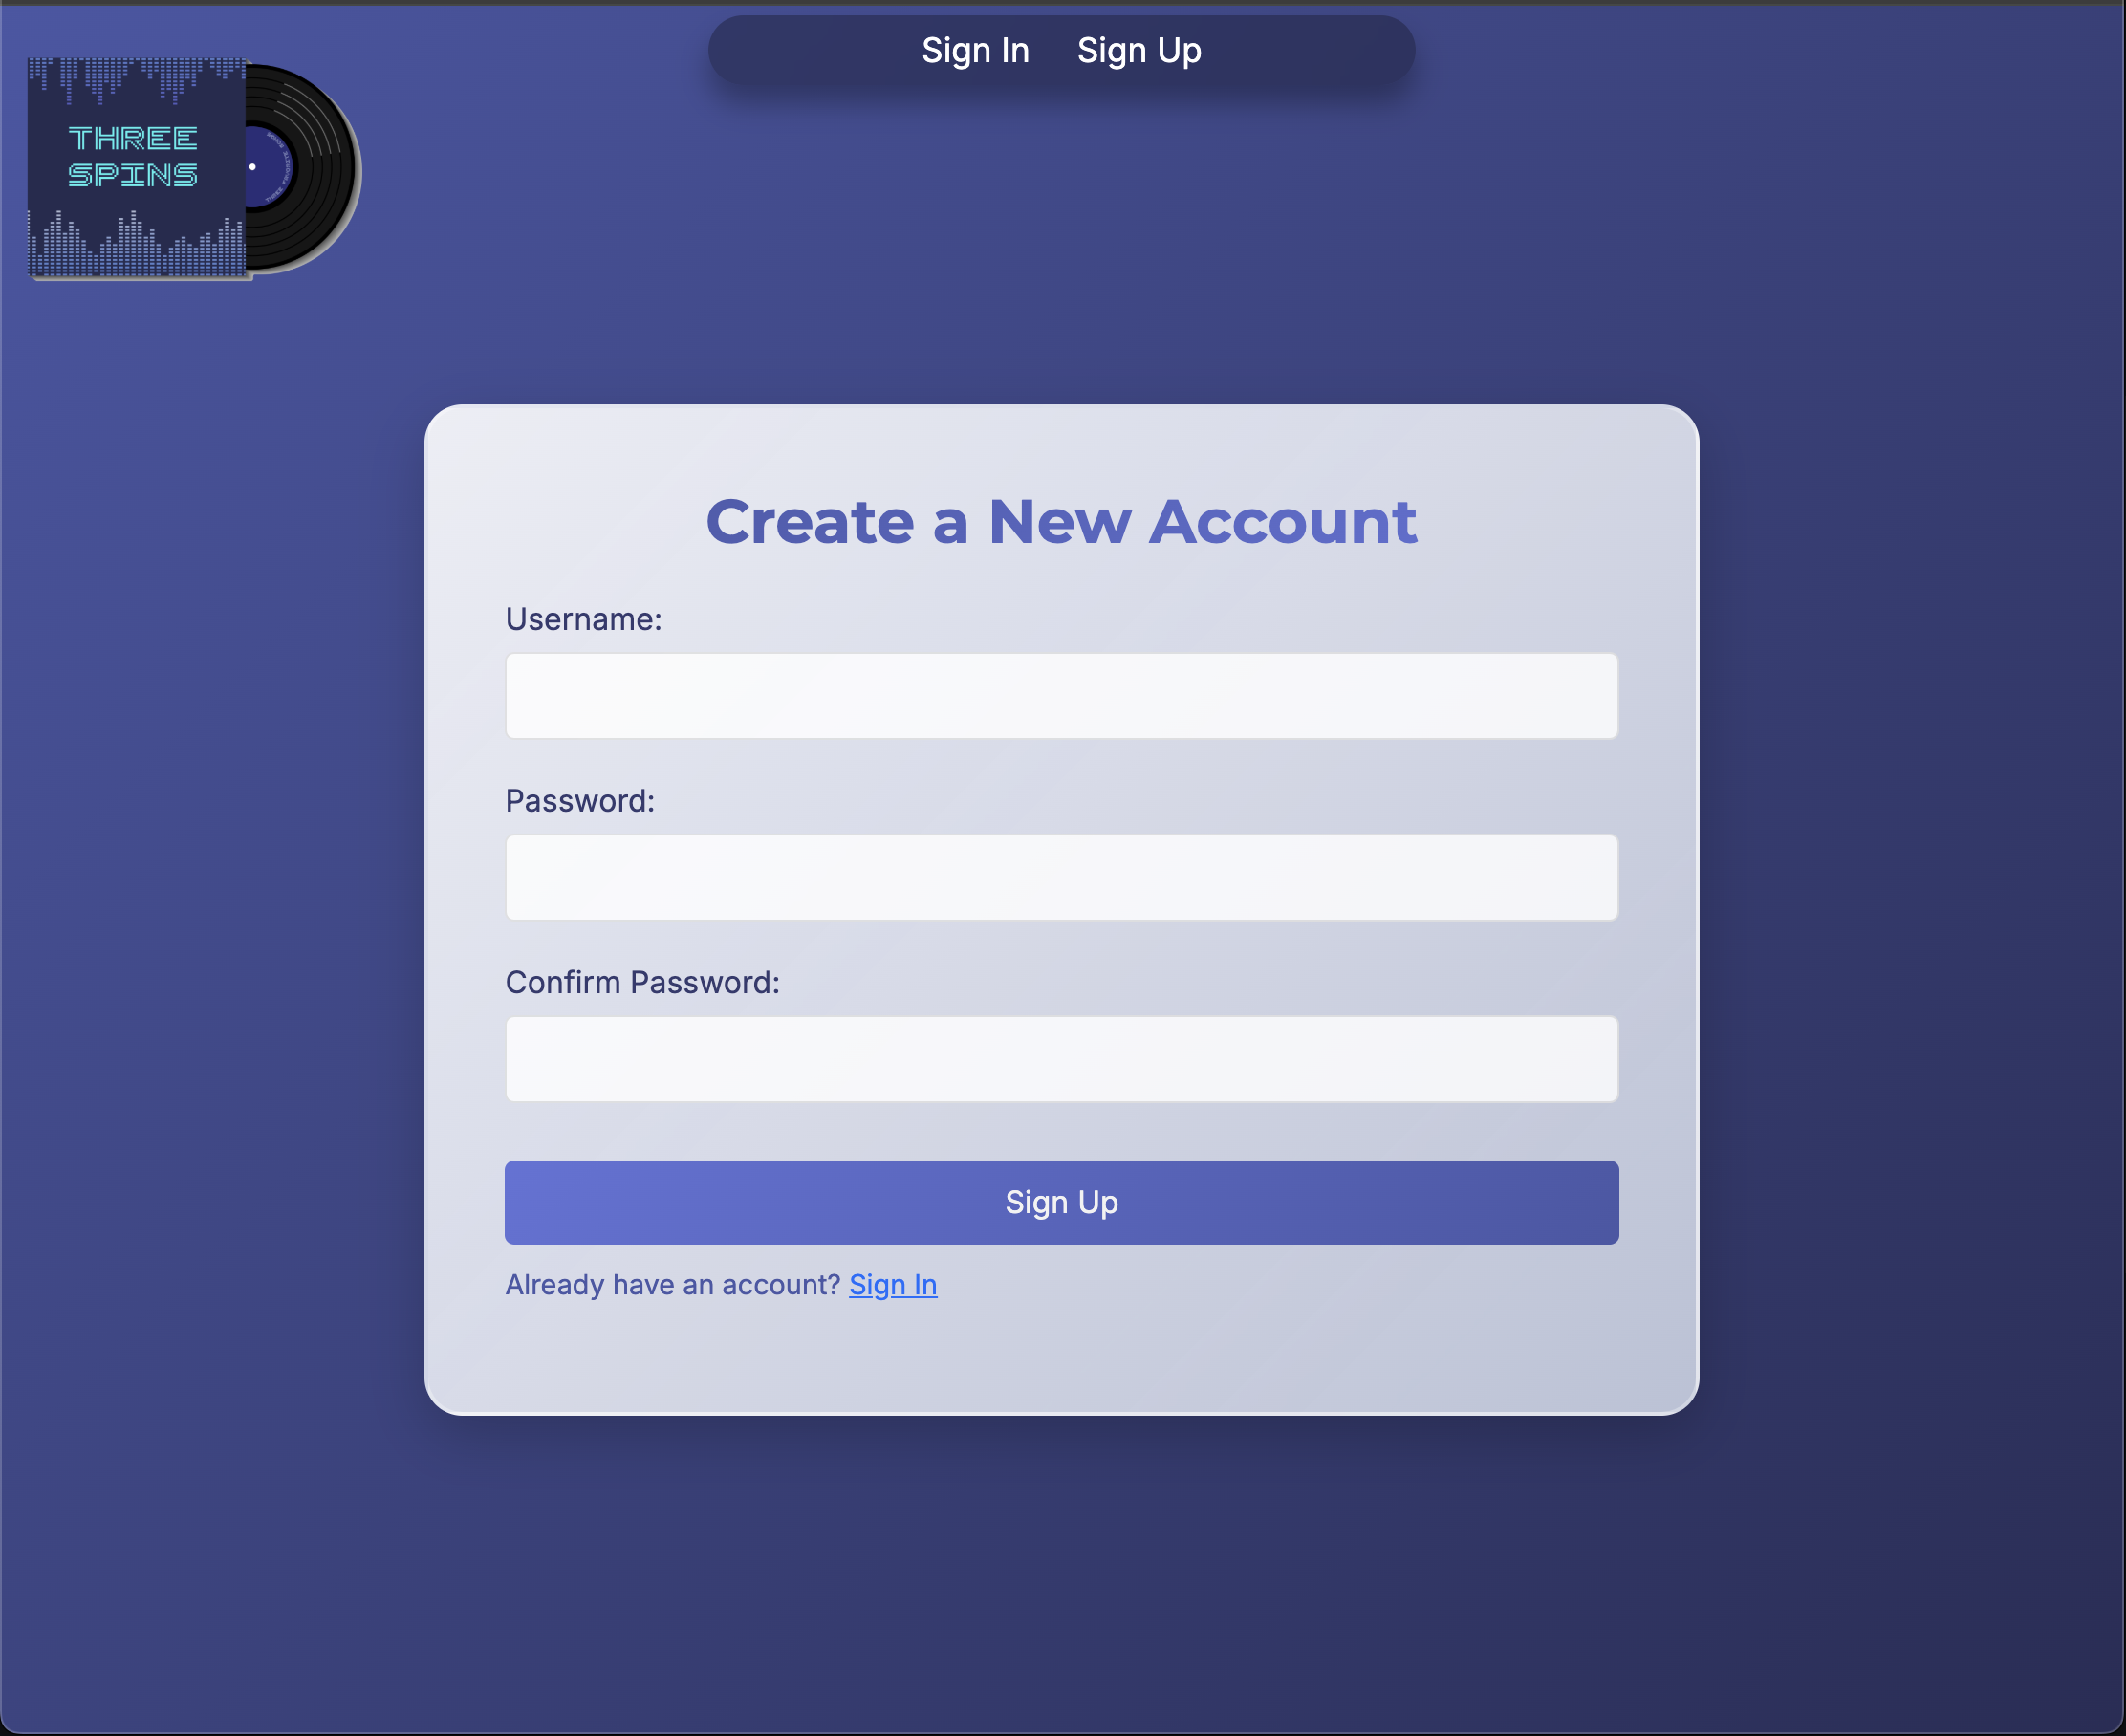 Sign In Sign Up
THREE
SPINS
Create a New Account
Username:
Password:
Confirm Password:
Sign Up
Already have an account? Sign In